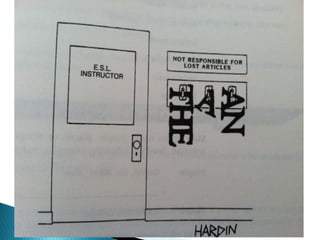 E.S.L.
INSTRUCTOR
NOT RESPONSIBLE FOR
LOST ARTICLES
THE
A
AN
HARDIN